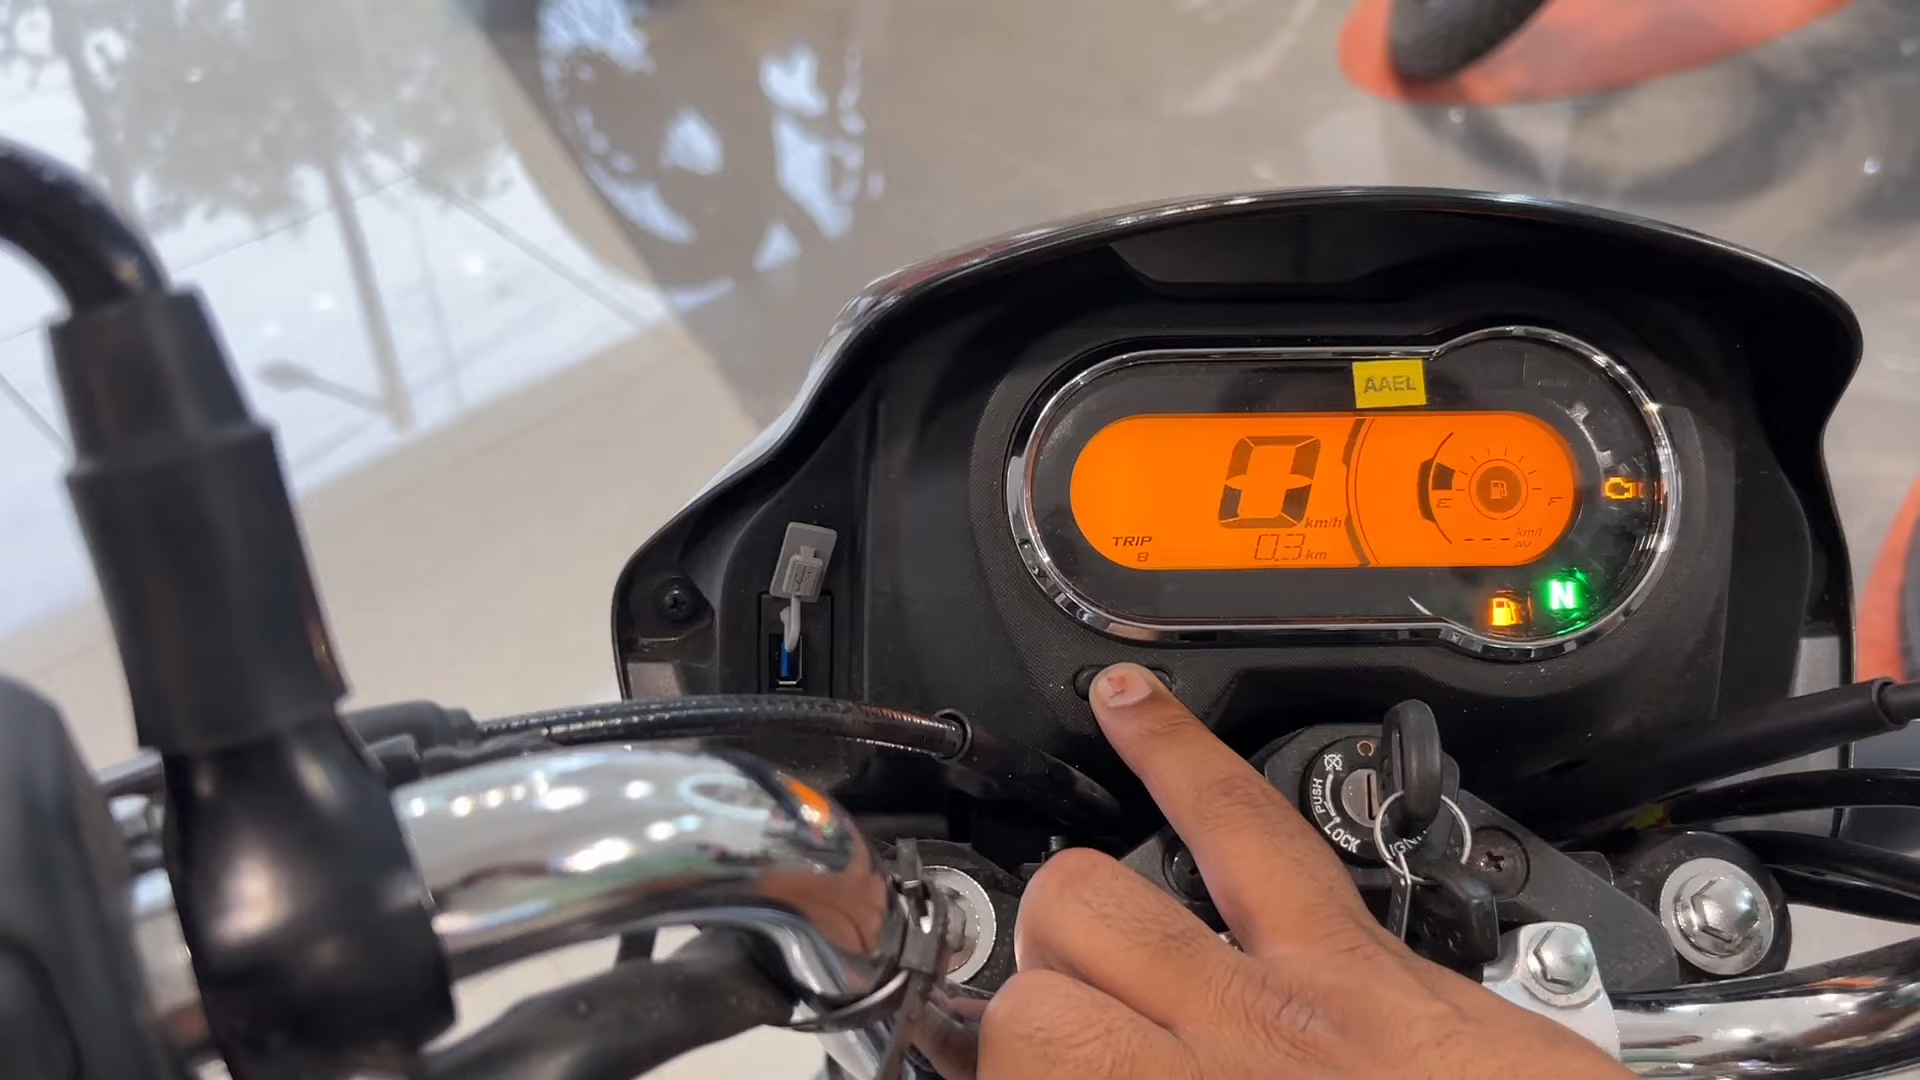 AAEL
0 km/h
TRIP B 0.3 km
E F
---.- km/l
AV
N
PUSH
LOCK